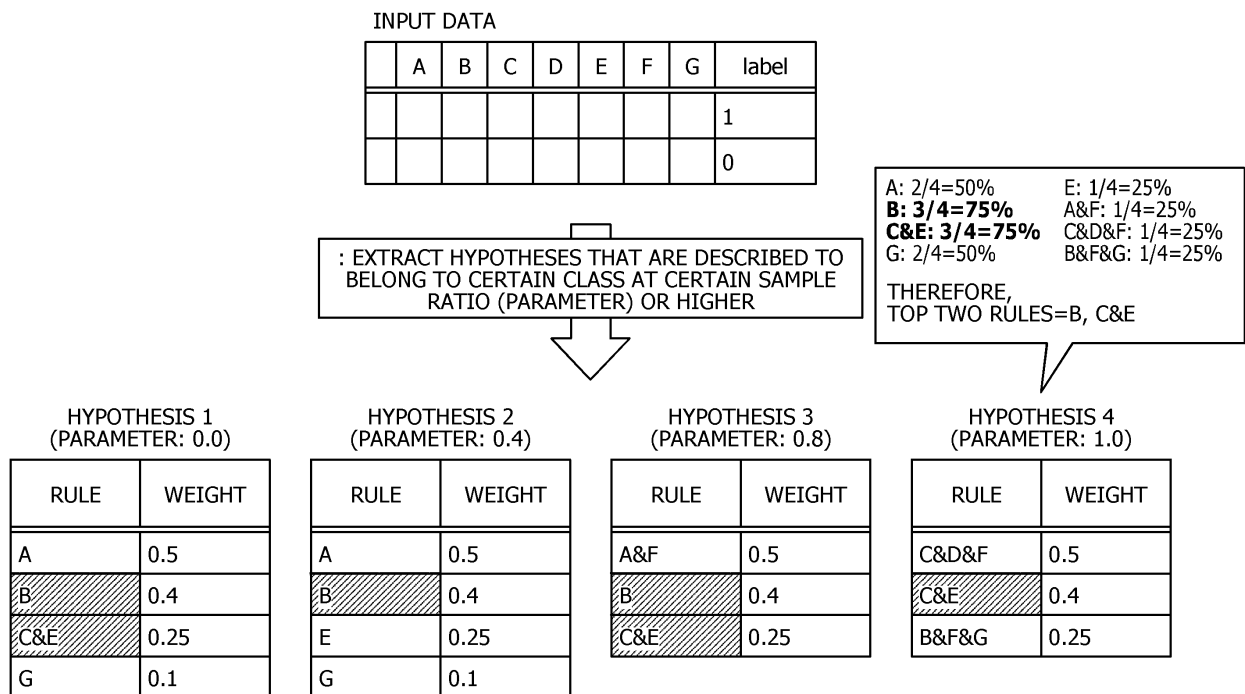 INPUT DATA
A B C D E F G label
1
0
: EXTRACT HYPOTHESES THAT ARE DESCRIBED TO
BELONG TO CERTAIN CLASS AT CERTAIN SAMPLE
RATIO (PARAMETER) OR HIGHER
A: 2/4=50% E: 1/4=25%
B: 3/4=75% A&F: 1/4=25%
C&E: 3/4=75% C&D&F: 1/4=25%
G: 2/4=50% B&F&G: 1/4=25%
THEREFORE,
TOP TWO RULES=B, C&E
HYPOTHESIS 1
(PARAMETER: 0.0)
RULE WEIGHT
A 0.5
B 0.4
C&E 0.25
G 0.1
HYPOTHESIS 2
(PARAMETER: 0.4)
RULE WEIGHT
A 0.5
B 0.4
E 0.25
G 0.1
HYPOTHESIS 3
(PARAMETER: 0.8)
RULE WEIGHT
A&F 0.5
B 0.4
C&E 0.25
HYPOTHESIS 4
(PARAMETER: 1.0)
RULE WEIGHT
C&D&F 0.5
C&E 0.4
B&F&G 0.25